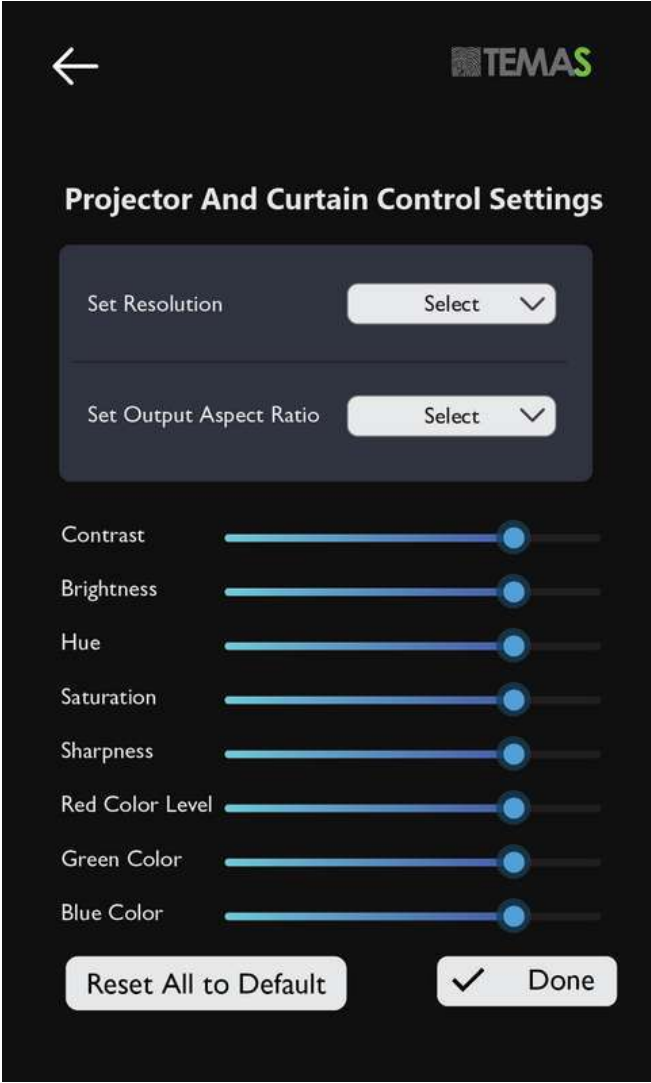 TEMAS
Projector And Curtain Control Settings
Set Resolution
Select
Set Output Aspect Ratio
Select
Contrast
Brightness
Hue
Saturation
Sharpness
Red Color Level
Green Color
Blue Color
Reset All to Default
Done